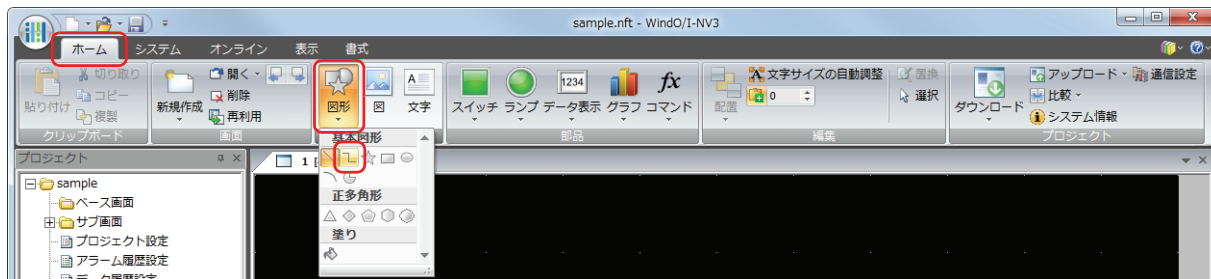 sample.nft - WindO/I-NV3
ホーム システム オンライン 表示 書式
切り取り 開く 文字サイズの自動調整 置換 アップロード 通信設定
コピー 削除 0 選択 比較
貼り付け 複製 新規作成 再利用 図形 図 文字 スイッチ ランプ データ表示 グラフ コマンド 配置 ダウンロード システム情報
A 1234 fx
クリップボード 画面 部品 編集 プロジェクト
基本図形
プロジェクト 1
sample
ベース画面 正多角形
サブ画面
プロジェクト設定 塗り
アラーム履歴設定
データ履歴設定